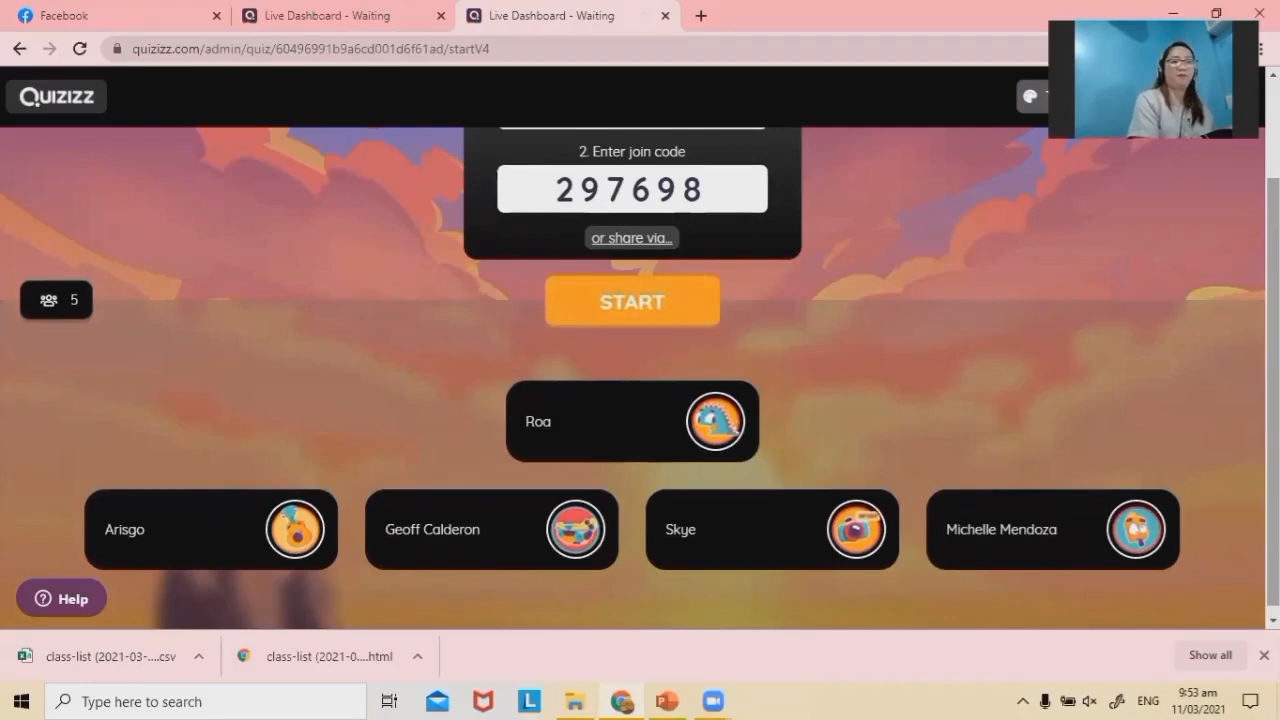 Facebook
Live Dashboard - Waiting
Live Dashboard - Waiting
quizizz.com/admin/quiz/60496991b9a6cd001d6f61ad/startV4
QUIZIZZ
2. Enter join code
297698
or share via...
5
START
Roa
Arisgo
Geoff Calderon
Skye
Michelle Mendoza
Help
class-list (2021-03-....csv
class-list (2021-0....html
Show all
Type here to search
L
ENG
9:53 am
11/03/2021